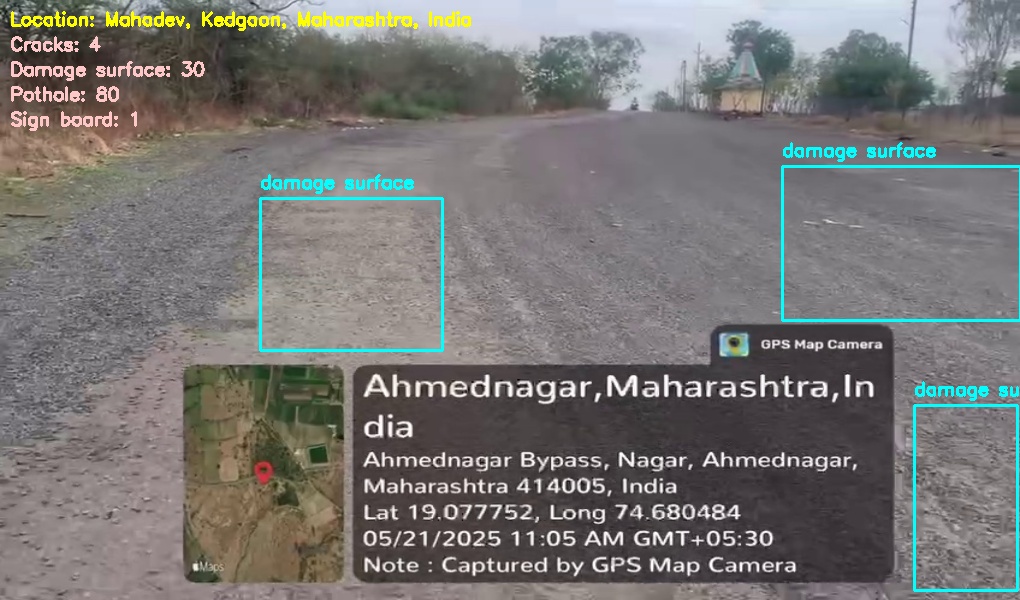 Location: Mahadev, Kedgaon, Maharashtra, India
Cracks: 4
Damage surface: 30
Pothole: 80
Sign board: 1
damage surface
damage surface
GPS Map Camera
Ahmednagar,Maharashtra,In
dia
damage su
Ahmednagar Bypass, Nagar, Ahmednagar,
Maharashtra 414005, India
Lat 19.077752, Long 74.680484
05/21/2025 11:05 AM GMT+05:30
Note : Captured by GPS Map Camera
Maps